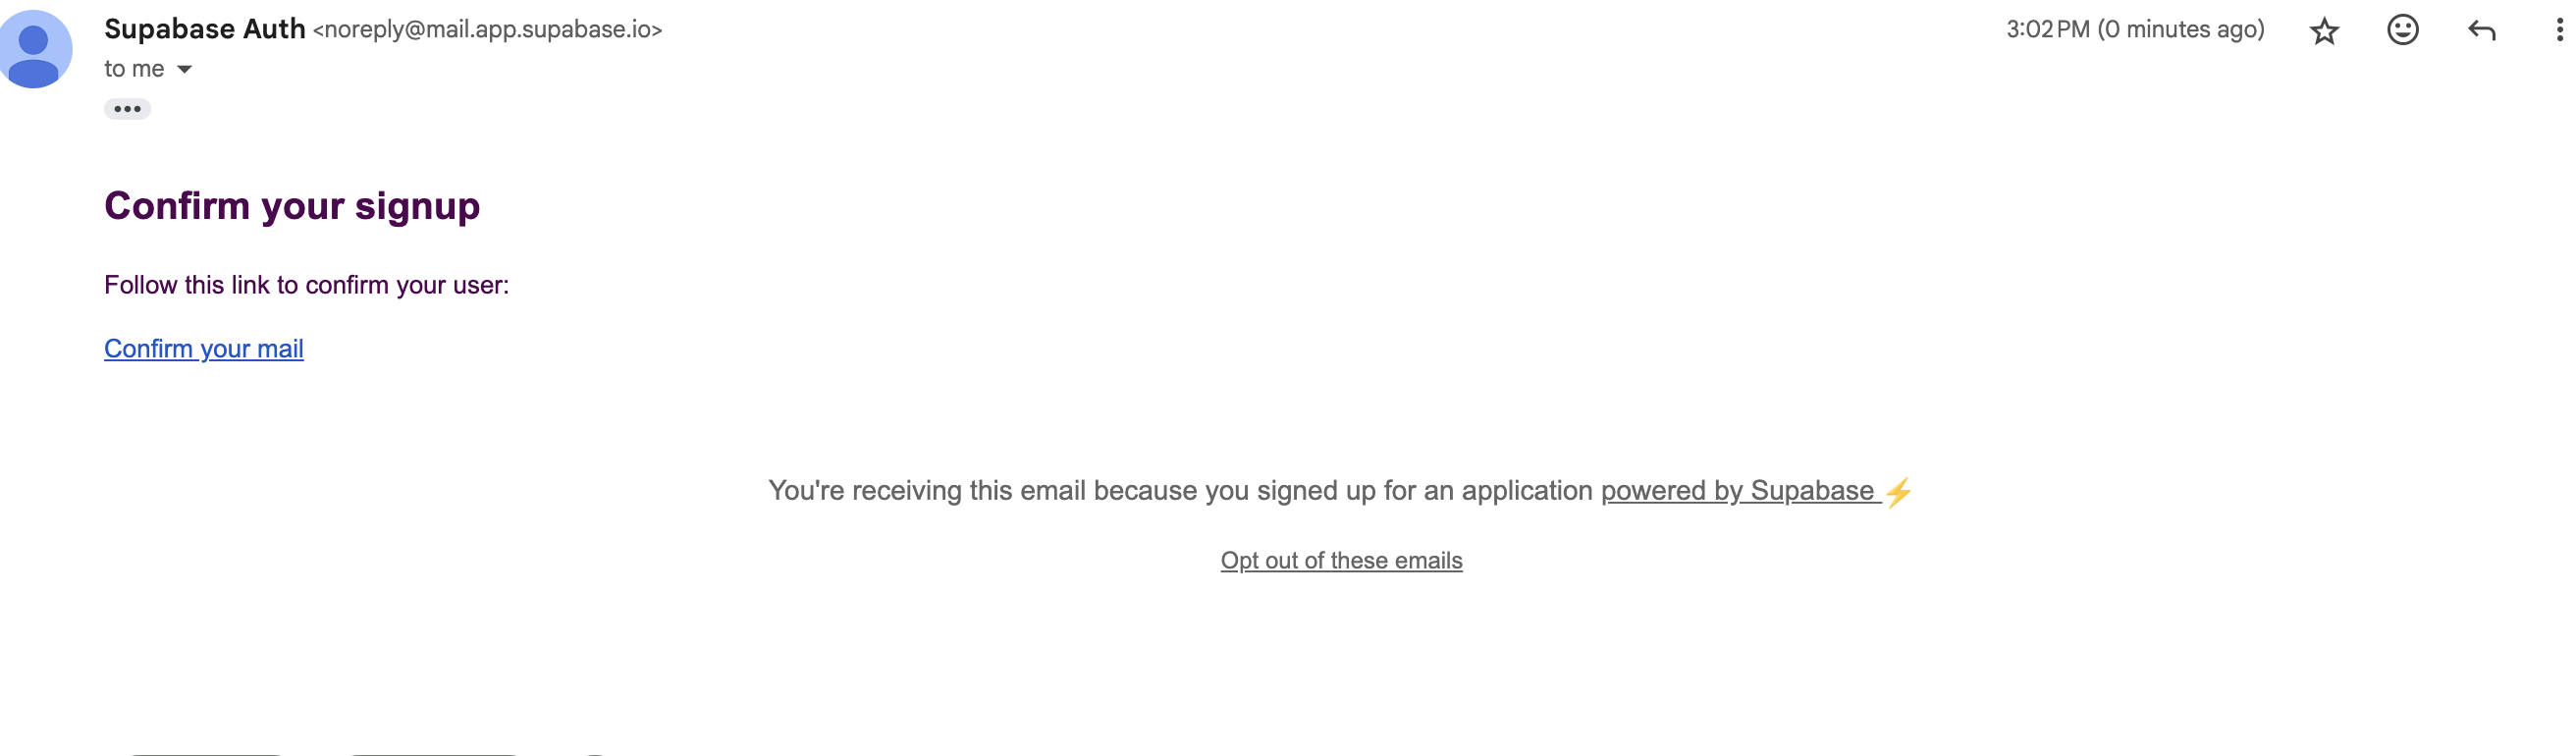 Supabase Auth <noreply@mail.app.supabase.io> 3:02 PM (0 minutes ago)
to me
Confirm your signup
Follow this link to confirm your user:
Confirm your mail
You're receiving this email because you signed up for an application powered by Supabase ⚡
Opt out of these emails